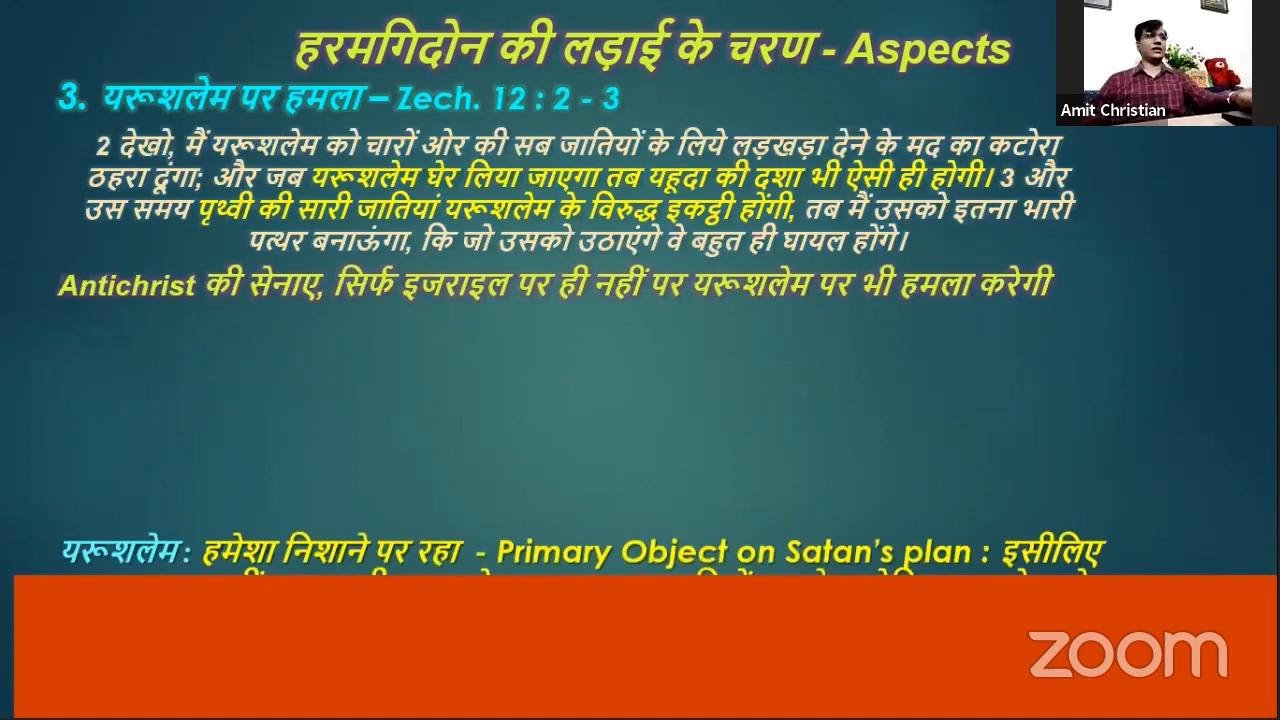 हरमगिदोन की लड़ाई के चरण - Aspects
3. यरूशलेम पर हमला – Zech. 12 : 2 - 3
2 देखो, मैं यरूशलेम को चारों ओर की सब जातियों के लिये लड़खड़ा देने के मद का कटोरा
ठहरा दूंगा; और जब यरूशलेम घेर लिया जाएगा तब यहूदा की दशा भी ऐसी ही होगी। 3 और
उस समय पृथ्वी की सारी जातियां यरूशलेम के विरुद्ध इकट्ठी होंगी, तब मैं उसको इतना भारी
पत्थर बनाऊंगा, कि जो उसको उठाएंगे वे बहुत ही घायल होंगे।
Antichrist की सेनाए, सिर्फ इजराइल पर ही नहीं पर यरूशलेम पर भी हमला करेगी
यरूशलेम : हमेशा निशाने पर रहा - Primary Object on Satan's plan : इसीलिए
Amit Christian
zoom